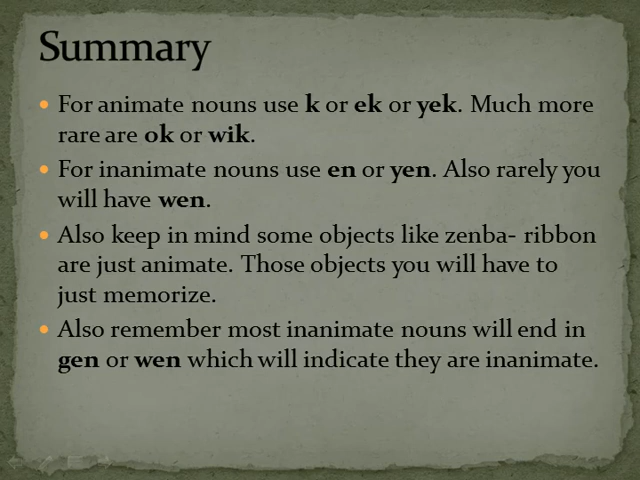 Summary
For animate nouns use k or ek or yek. Much more
rare are ok or wik.
For inanimate nouns use en or yen. Also rarely you
will have wen.
Also keep in mind some objects like zenba- ribbon
are just animate. Those objects you will have to
just memorize.
Also remember most inanimate nouns will end in
gen or wen which will indicate they are inanimate.